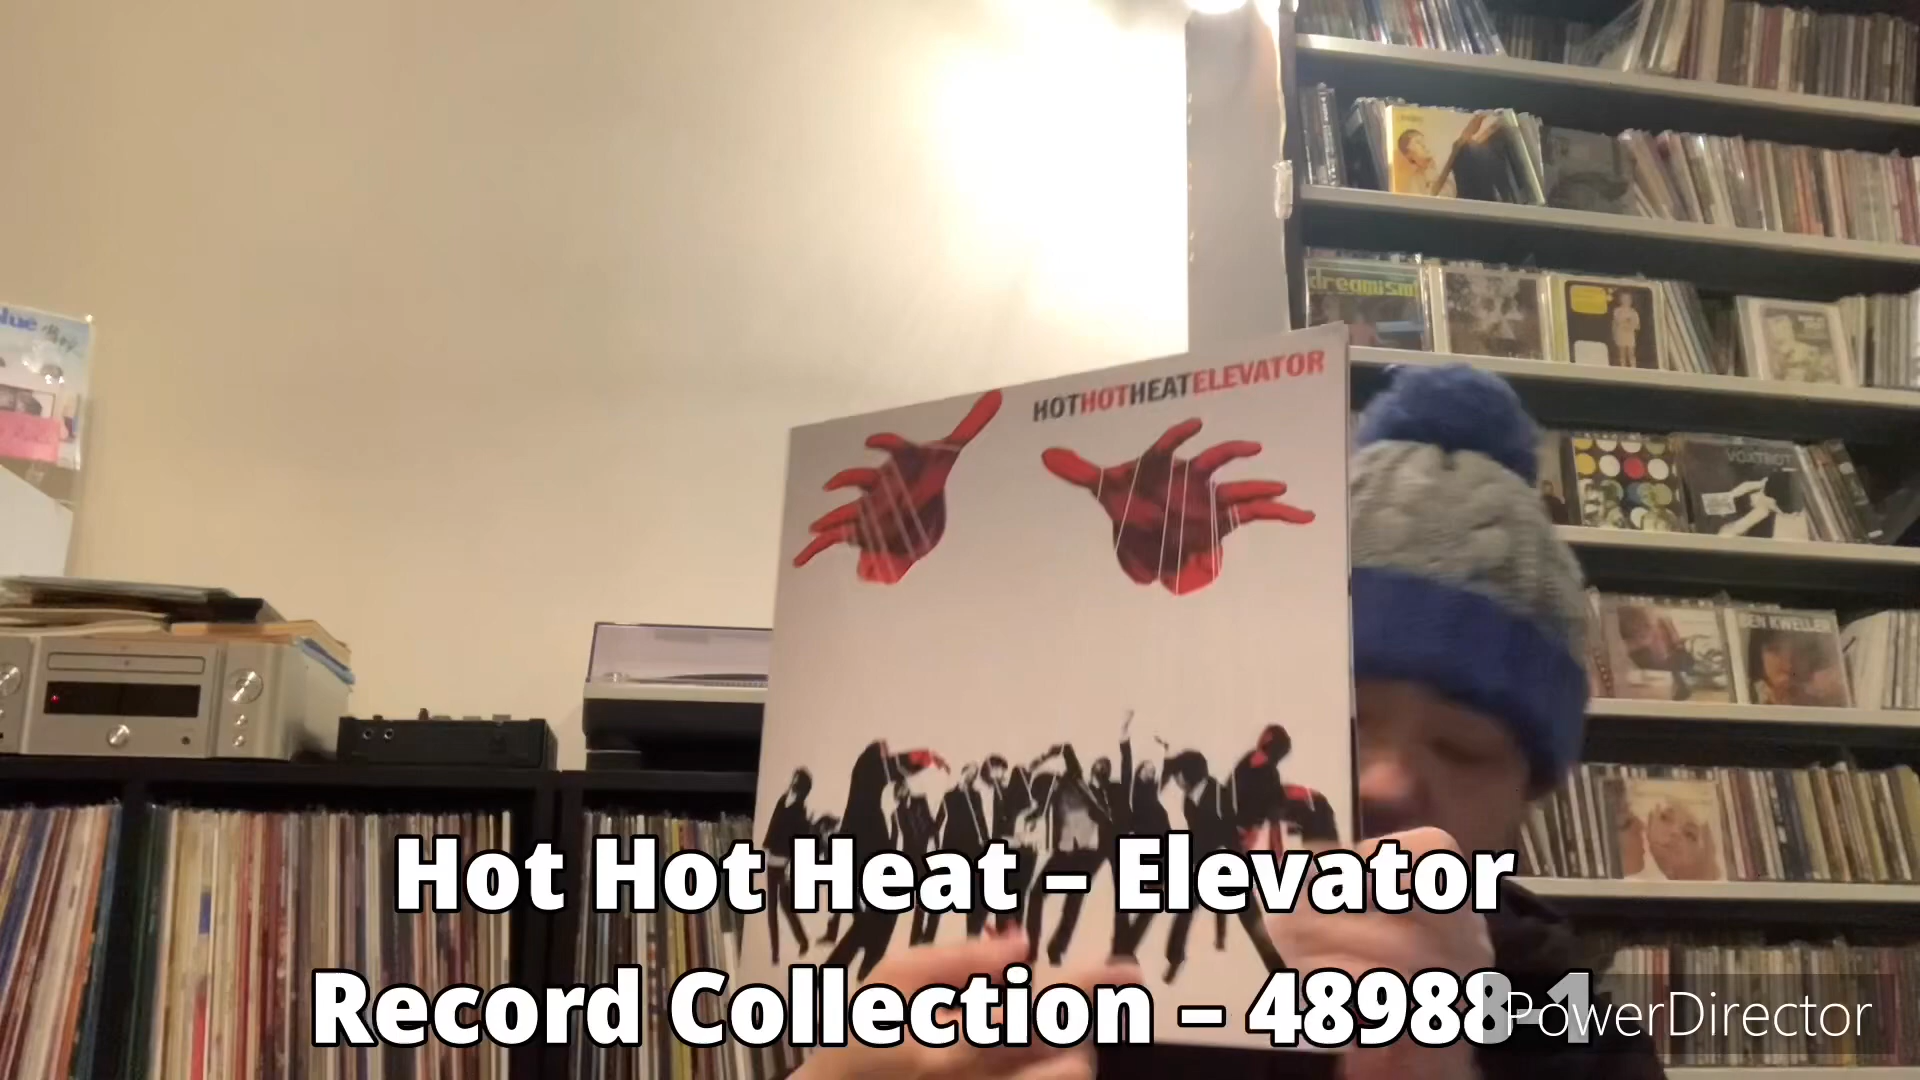 HOTHOTHEATELEVATOR
dreamism!
VOXTROT
BEN KWELLER
Hot Hot Heat – Elevator
Record Collection – 48988-1
PowerDirector